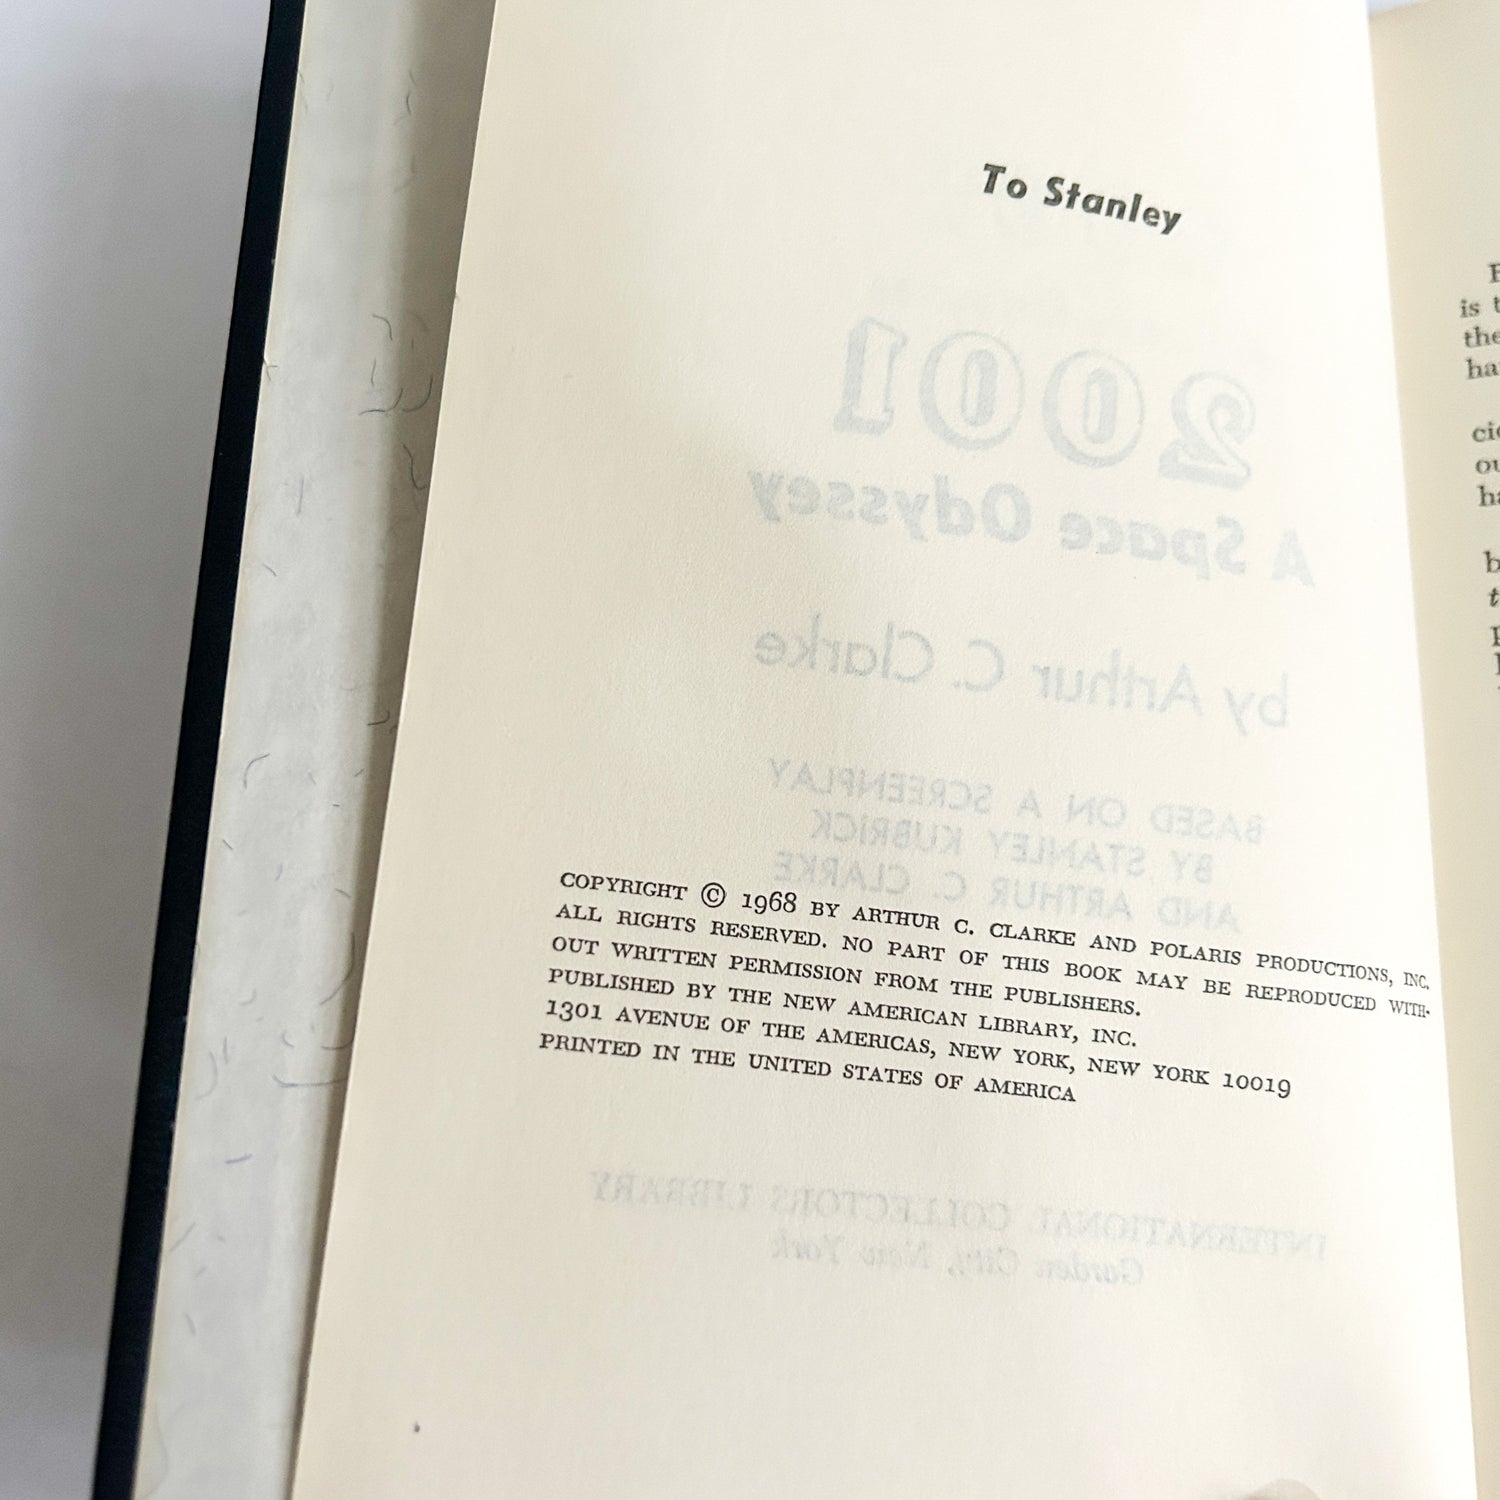 To Stanley
2001
A Space Odyssey
by Arthur C. Clarke
BASED ON A SCREENPLAY
BY STANLEY KUBRICK
AND ARTHUR C. CLARKE
COPYRIGHT © 1968 BY ARTHUR C. CLARKE AND POLARIS PRODUCTIONS, INC.
ALL RIGHTS RESERVED. NO PART OF THIS BOOK MAY BE REPRODUCED WITH-
OUT WRITTEN PERMISSION FROM THE PUBLISHERS.
PUBLISHED BY THE NEW AMERICAN LIBRARY, INC.
1301 AVENUE OF THE AMERICAS, NEW YORK, NEW YORK 10019
PRINTED IN THE UNITED STATES OF AMERICA
INTERNATIONAL COLLECTORS LIBRARY
Garden City, New York
is